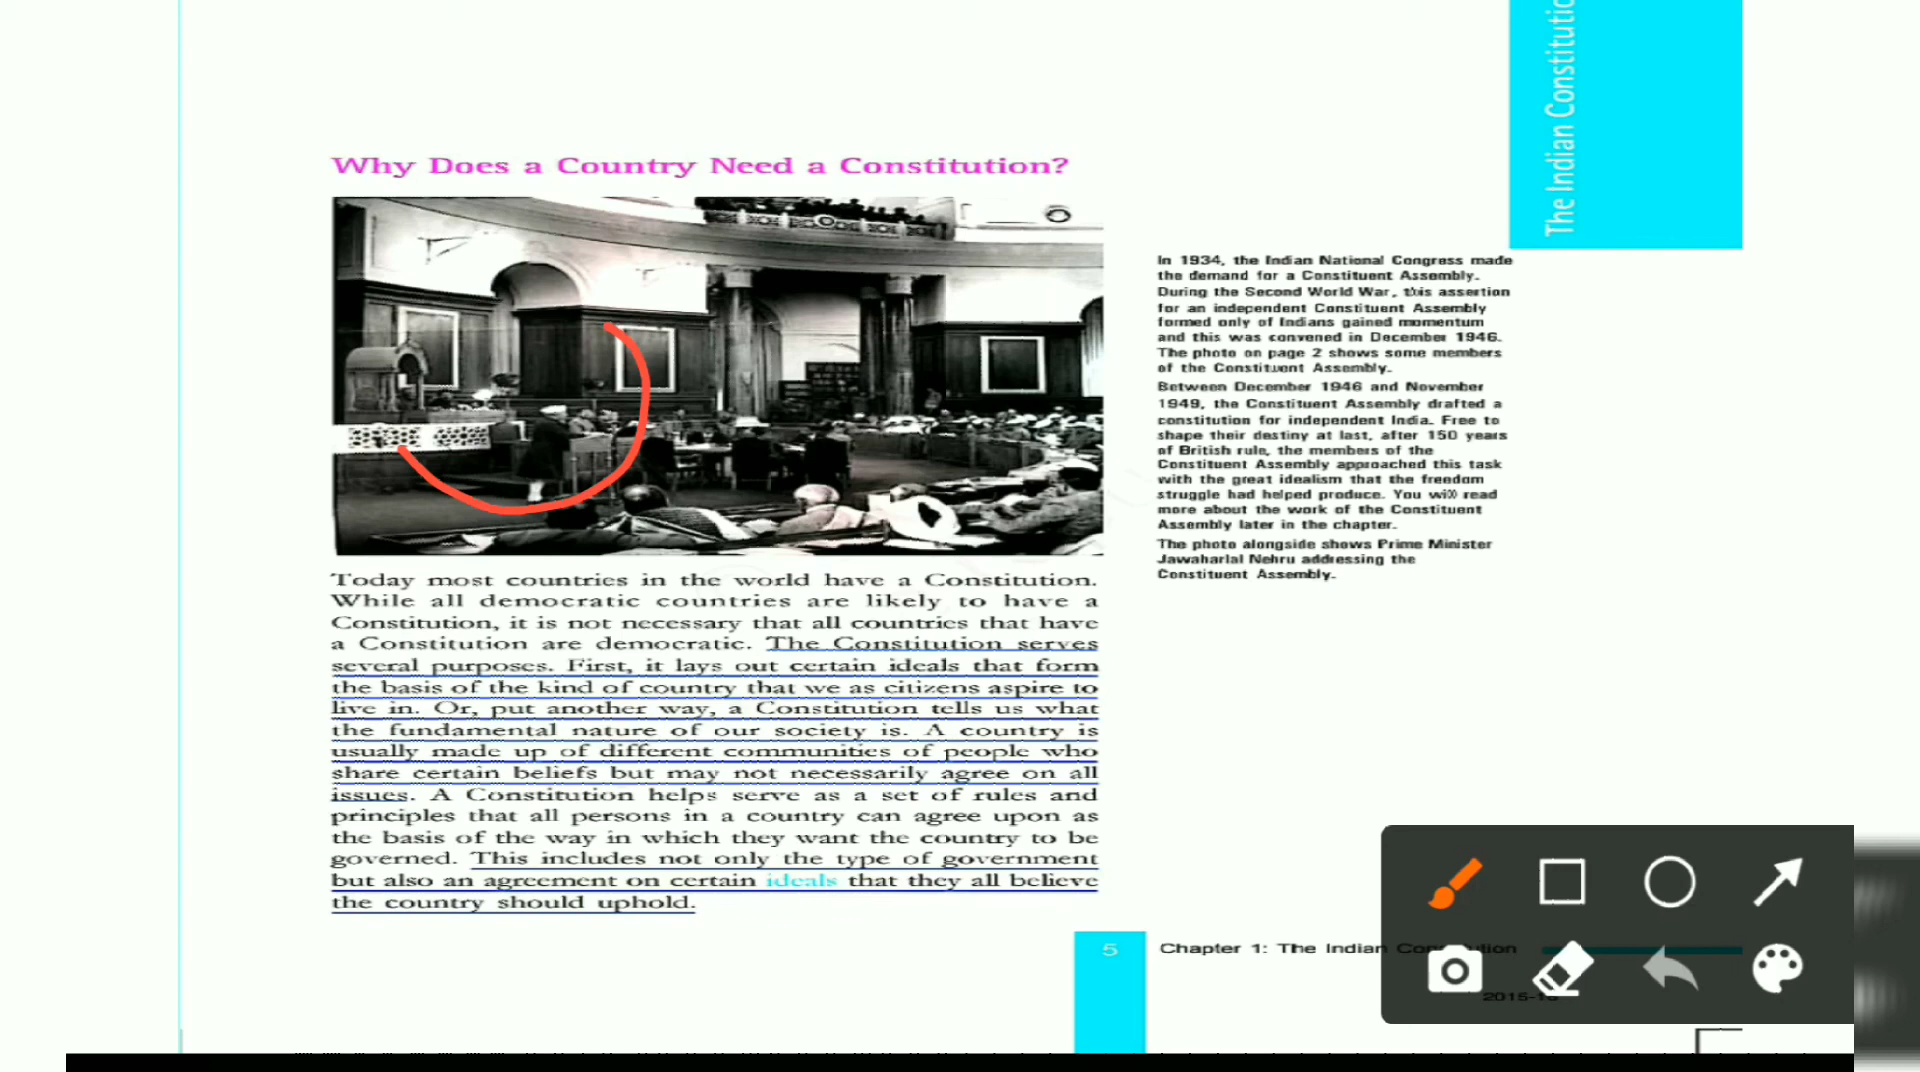 The Indian Constitutio
Why Does a Country Need a Constitution?
In 1934, the Indian National Congress made
the demand for a Constituent Assembly.
During the Second World War, this assertion
for an independent Constituent Assembly
formed only of Indians gained momentum
and this was convened in December 1946.
The photo on page 2 shows some members
of the Constituent Assembly.
Between December 1946 and November
1949, the Constituent Assembly drafted a
constitution for independent India. Free to
shape their destiny at last, after 150 years
of British rule, the members of the
Constituent Assembly approached this task
with the great idealism that the freedom
struggle had helped produce. You will read
more about the work of the Constituent
Assembly later in the chapter.
The photo alongside shows Prime Minister
Jawaharlal Nehru addressing the
Constituent Assembly.
Today most countries in the world have a Constitution.
While all democratic countries are likely to have a
Constitution, it is not necessary that all countries that have
a Constitution are democratic. The Constitution serves
several purposes. First, it lays out certain ideals that form
the basis of the kind of country that we as citizens aspire to
live in. Or, put another way, a Constitution tells us what
the fundamental nature of our society is. A country is
usually made up of different communities of people who
share certain beliefs but may not necessarily agree on all
issues. A Constitution helps serve as a set of rules and
principles that all persons in a country can agree upon as
the basis of the way in which they want the country to be
governed. This includes not only the type of government
but also an agreement on certain ideals that they all believe
the country should uphold.
5
Chapter 1: The Indian Constitution